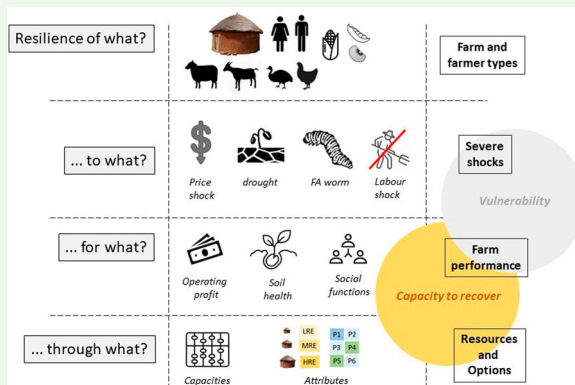 Resilience of what?
Farm and
farmer types
... to what?
Price
shock
drought
FA worm
Labour
shock
Severe
shocks
Vulnerability
... for what?
Operating
profit
Soil
health
Social
functions
Farm
performance
Capacity to recover
... through what?
Capacities
LRE
MRE
HRE
P1 P2
P3 P4
P5 P6
Attributes
Resources
and
Options